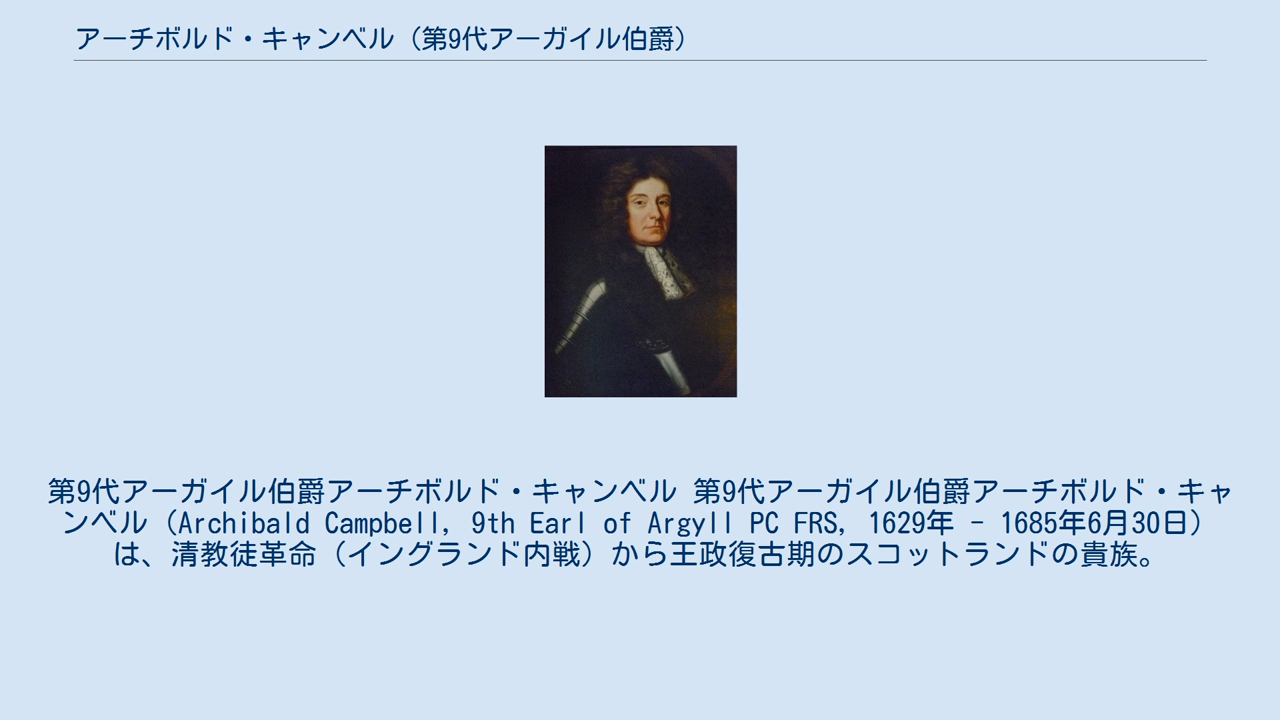 アーチボルド・キャンベル（第9代アーガイル伯爵）
第9代アーガイル伯爵アーチボルド・キャンベル 第9代アーガイル伯爵アーチボルド・キャ
ンベル（Archibald Campbell, 9th Earl of Argyll PC FRS, 1629年 - 1685年6月30日）
は、清教徒革命（イングランド内戦）から王政復古期のスコットランドの貴族。